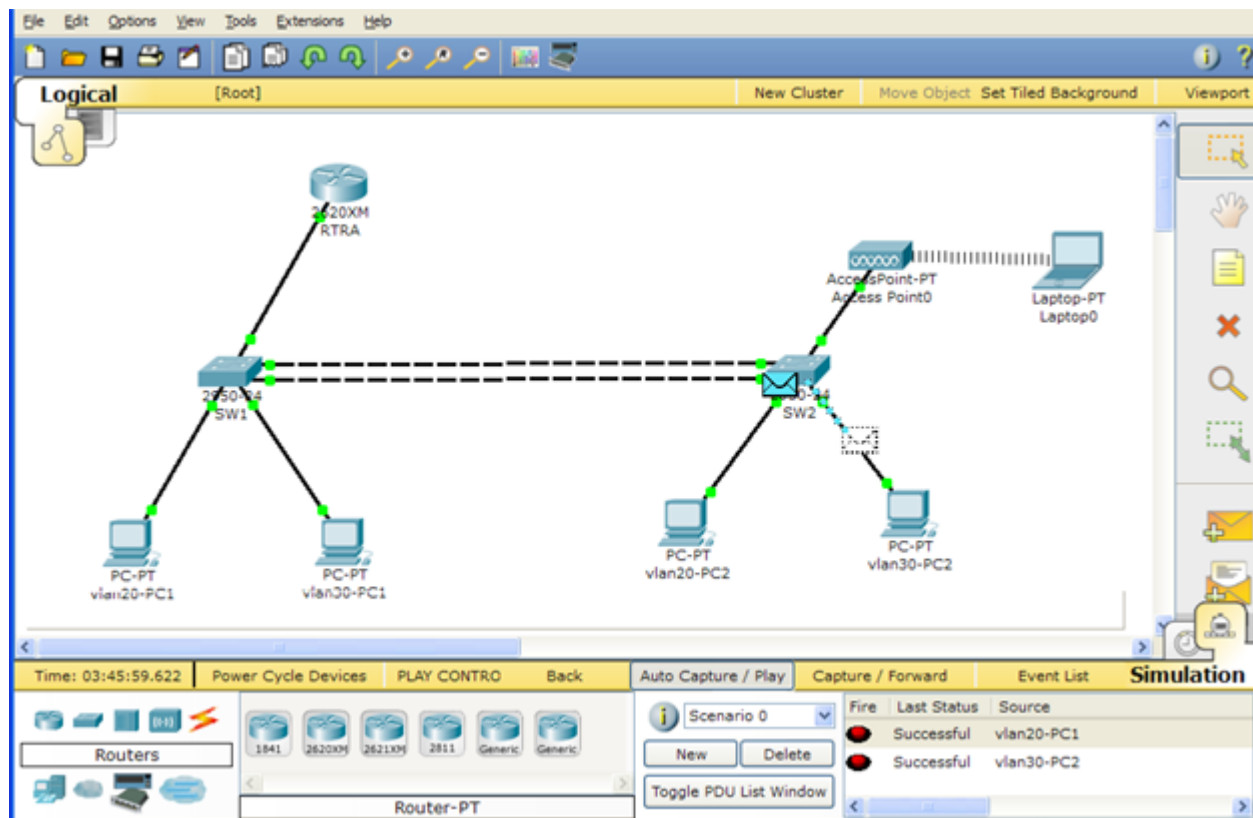 File Edit Options View Tools Extensions Help
Logical [Root] New Cluster Move Object Set Tiled Background Viewport
2620XM
RTRA
AccessPoint-PT
Access Point0
Laptop-PT
Laptop0
2950-24
SW1
SW2
PC-PT
vlan20-PC1
PC-PT
vlan30-PC1
PC-PT
vlan20-PC2
PC-PT
vlan30-PC2
Time: 03:45:59.622 Power Cycle Devices PLAY CONTRO Back Auto Capture / Play Capture / Forward Event List Simulation
Routers
1841 2620XM 2621XM 2811 Generic Generic
Router-PT
Scenario 0
New Delete
Toggle PDU List Window
Fire Last Status Source
Successful vlan20-PC1
Successful vlan30-PC2